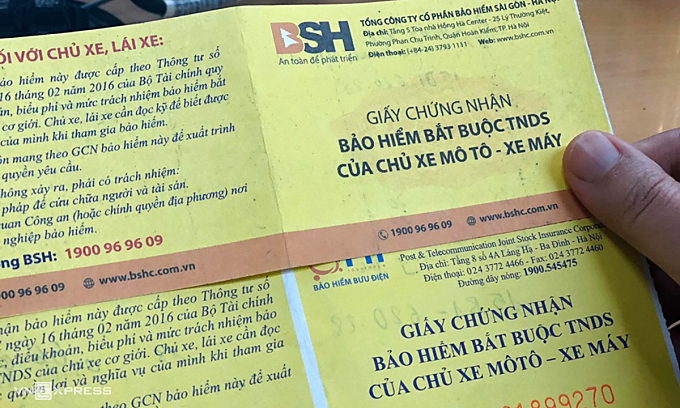 ỐI VỚI CHỦ XE, LÁI XE:
bảo hiểm này được cấp theo Thông tư số
16 tháng 02 năm 2016 của Bộ Tài chính quy
n, biểu phí và mức trách nhiệm bảo hiểm bắt
cơ giới. Chủ xe, lái xe cần đọc kỹ để biết được
của mình khi tham gia bảo hiểm.
ôn mang theo GCN bảo hiểm này để xuất trình
quyền yêu cầu.
hông xảy ra, phải có trách nhiệm:
pháp để cứu chữa người và tài sản.
uan Công an (hoặc chính quyền địa phương) nơi
nghiệp bảo hiểm.
ng BSH: 1900 96 96 09
00 96 96 09 www.bshc.com.vn
BSH
An toàn để phát triển
TỔNG CÔNG TY CỔ PHẦN BẢO HIỂM SÀI GÒN - HÀ NỘ
Địa chỉ: Tầng 5 Toà nhà Hồng Hà Center - 25 Lý Thường Kiệt,
Phường Phan Chu Trinh, Quận Hoàn Kiếm, TP. Hà Nội
Điện thoại: (+84-24) 3793 1111 Web: www.bshc.com.vn
GIẤY CHỨNG NHẬN
BẢO HIỂM BẮT BUỘC TNDS
CỦA CHỦ XE MÔ TÔ - XE MÁY
1900 96 96 09 www.bshc.com.vn
ận bảo hiểm này được cấp theo Thông tư
ngày 16 tháng 02 năm 2016 của Bộ Tài chính
c, điều khoản, biểu phí và mức trách nhiệm bảo
TNDS của chủ xe cơ giới. Chủ xe, lái xe cần đọc
quyền lợi và nghĩa vụ của mình khi tham gia
theo GCN bảo hiểm này để xuất
VNEXPRESS
BẢO HIỂM BƯU ĐIỆN
Post & Telecommunication Joint Stock Insurance Corporat
Địa chỉ: Tầng 8 số 4A Láng Hạ - Ba Đình - Hà Nội
Điện thoại: 024 3772 4466 - Fax: 024 3772 4460
Đường dây nóng: 1900.545475
GIẤY CHỨNG NHẬN
BẢO HIỂM BẮT BUỘC TNDS
CỦA CHỦ XE MÔTÔ – XE MÁY
1899270